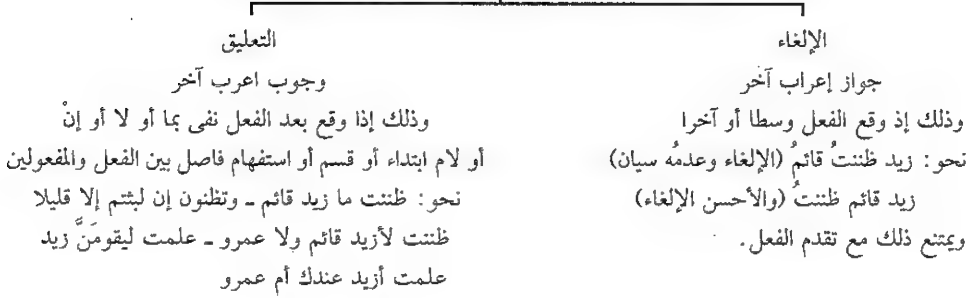 الإلغاء
جواز إعراب آخر
وذلك إذ وقع الفعل وسطا أو آخرا
نحو: زيد ظننتُ قائمُ (الإلغاء وعدمُه سيان)
زيد قائم ظننتُ (والأحسن الإلغاء)
ويمتنع ذلك مع تقدم الفعل.
التعليق
وجوب اعرب آخر
وذلك إذا وقع بعد الفعل نفى بما أو لا أو إنْ
أو لام ابتداء أو قسم أو استفهام فاصل بين الفعل والمفعولين
نحو: ظننت ما زيد قائم ـ وتظنون إن لبثتم إلا قليلا
ظننت لأزيد قائم ولا عمرو ـ علمت ليقومَنَّ زيد
علمت أزيد عندك أم عمرو